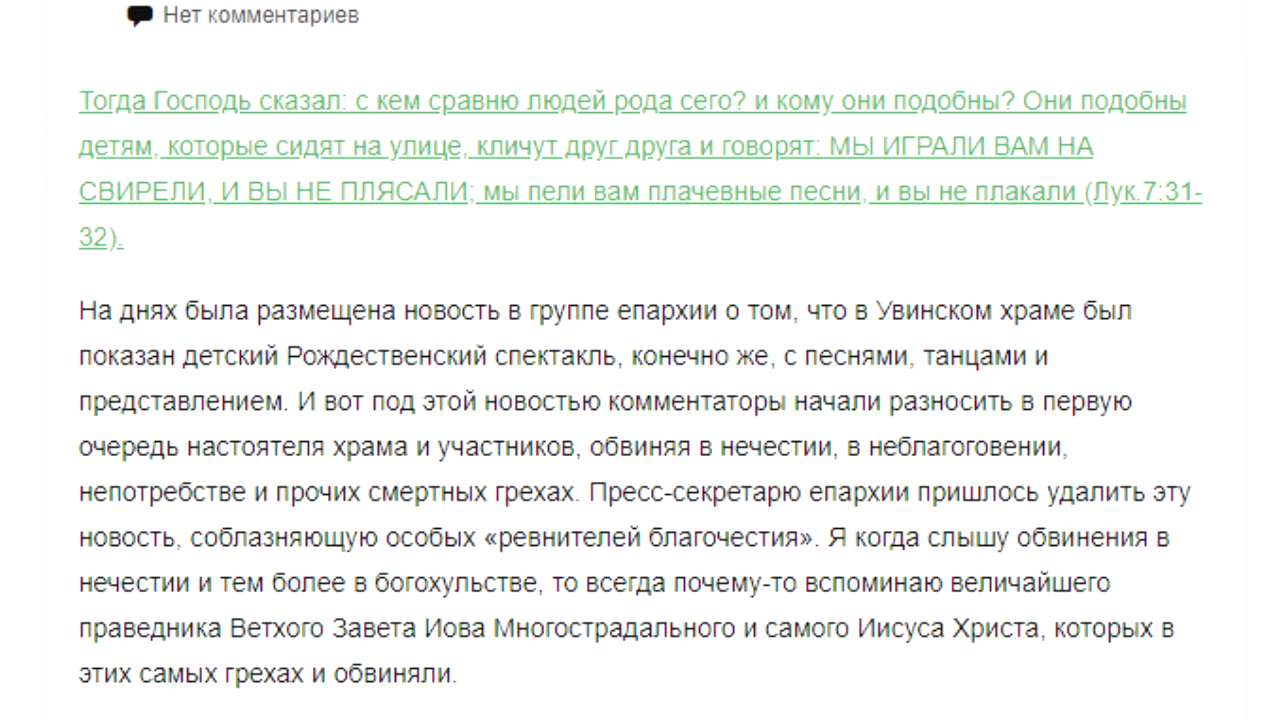 Нет комментариев
Тогда Господь сказал: с кем сравню людей рода сего? и кому они подобны? Они подобны
детям, которые сидят на улице, кличут друг друга и говорят: МЫ ИГРАЛИ ВАМ НА
СВИРЕЛИ, И ВЫ НЕ ПЛЯСАЛИ; мы пели вам плачевные песни, и вы не плакали (Лук.7:31-
32).
На днях была размещена новость в группе епархии о том, что в Увинском храме был
показан детский Рождественский спектакль, конечно же, с песнями, танцами и
представлением. И вот под этой новостью комментаторы начали разносить в первую
очередь настоятеля храма и участников, обвиняя в нечестии, в неблагоговении,
непотребстве и прочих смертных грехах. Пресс-секретарю епархии пришлось удалить эту
новость, соблазняющую особых «ревнителей благочестия». Я когда слышу обвинения в
нечестии и тем более в богохульстве, то всегда почему-то вспоминаю величайшего
праведника Ветхого Завета Иова Многострадального и самого Иисуса Христа, которых в
этих самых грехах и обвиняли.